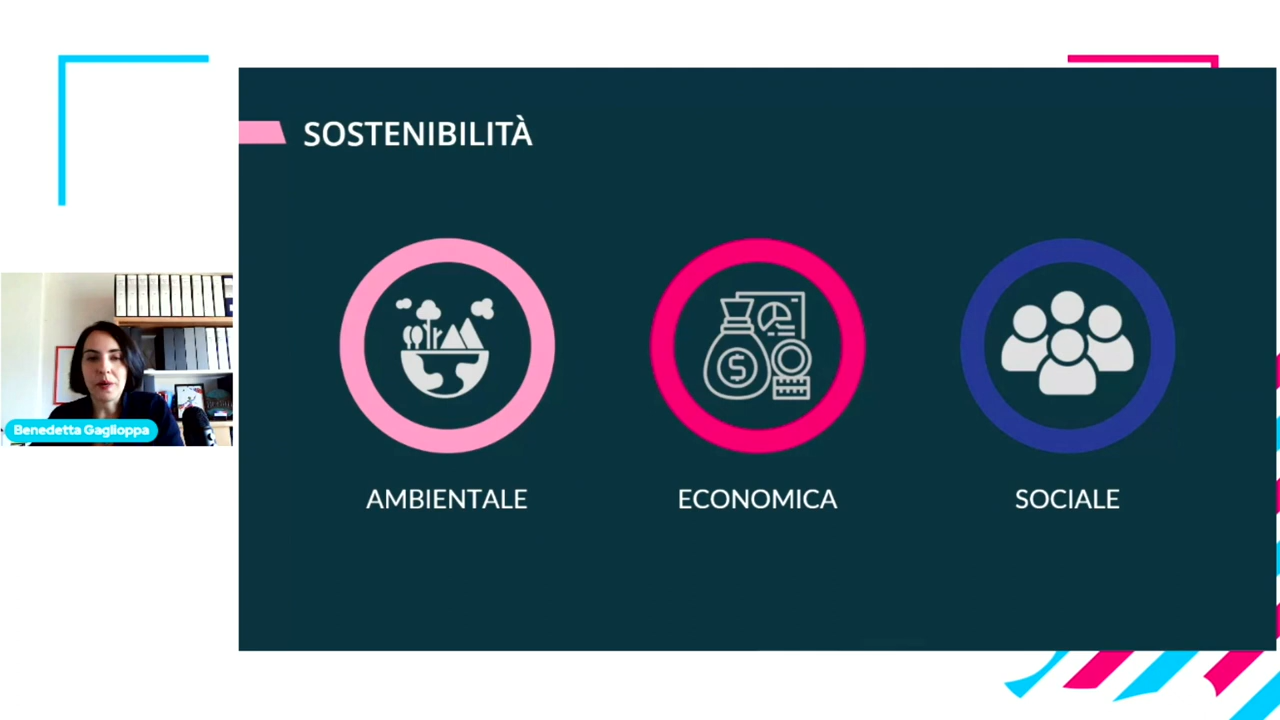 SOSTENIBILITÀ
Benedetta Gaglioppa
$
AMBIENTALE
ECONOMICA
SOCIALE